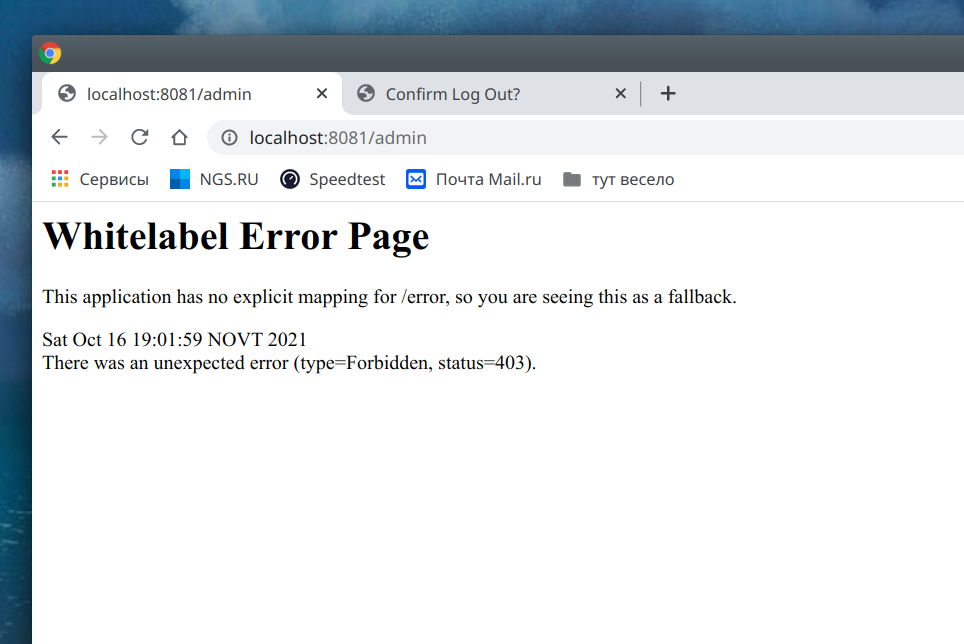 localhost:8081/admin
Confirm Log Out?
localhost:8081/admin
Сервисы
NGS.RU
Speedtest
Почта Mail.ru
тут весело
Whitelabel Error Page
This application has no explicit mapping for /error, so you are seeing this as a fallback.
Sat Oct 16 19:01:59 NOVT 2021
There was an unexpected error (type=Forbidden, status=403).